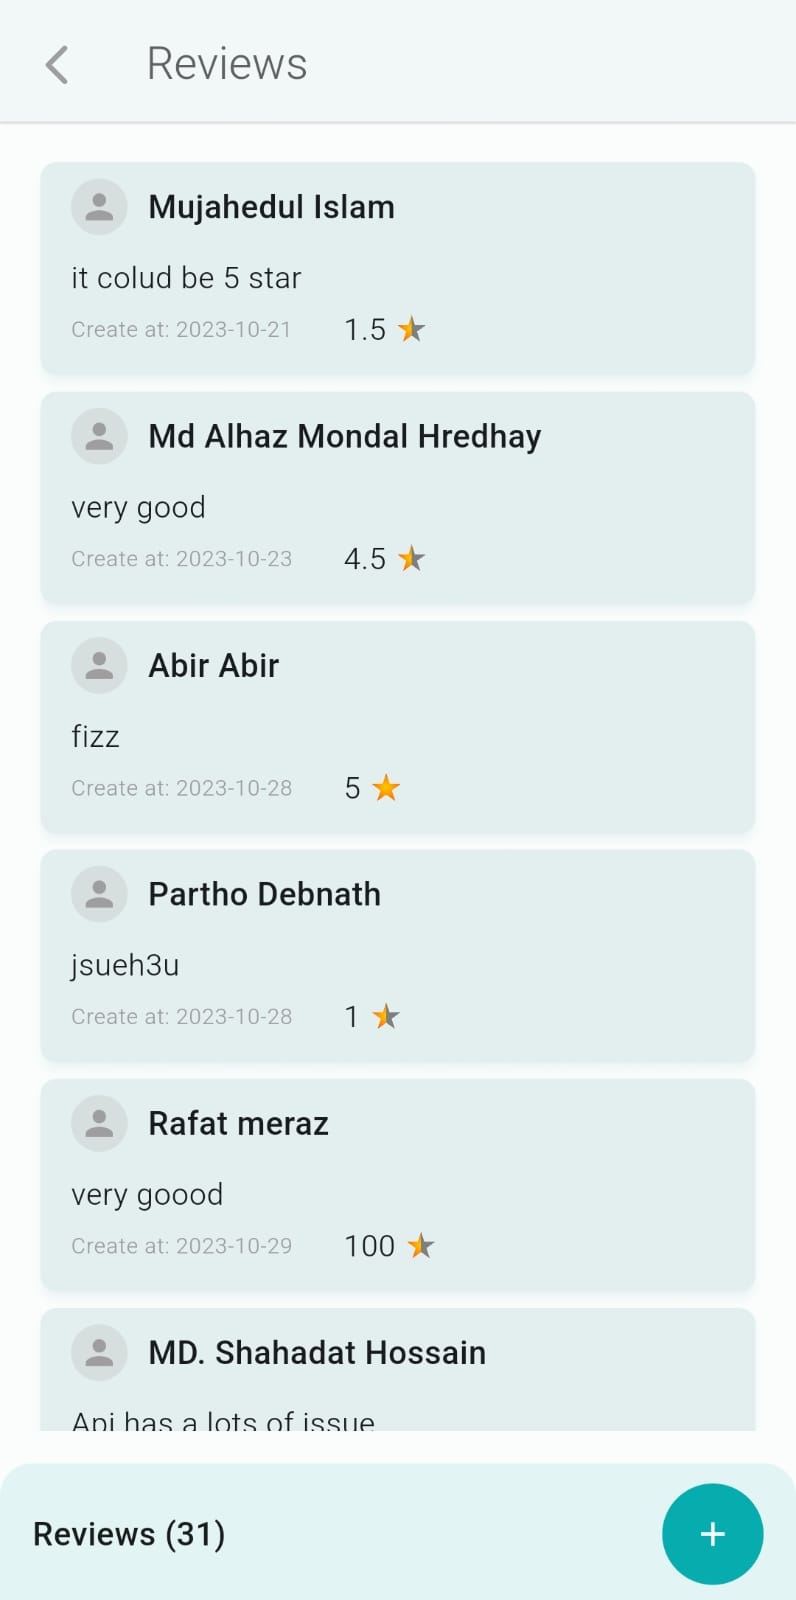 Reviews
Mujahedul Islam
it colud be 5 star
Create at: 2023-10-21 1.5
Md Alhaz Mondal Hredhay
very good
Create at: 2023-10-23 4.5
Abir Abir
fizz
Create at: 2023-10-28 5
Partho Debnath
jsueh3u
Create at: 2023-10-28 1
Rafat meraz
very goood
Create at: 2023-10-29 100
MD. Shahadat Hossain
Api has a lots of issue
Reviews (31)